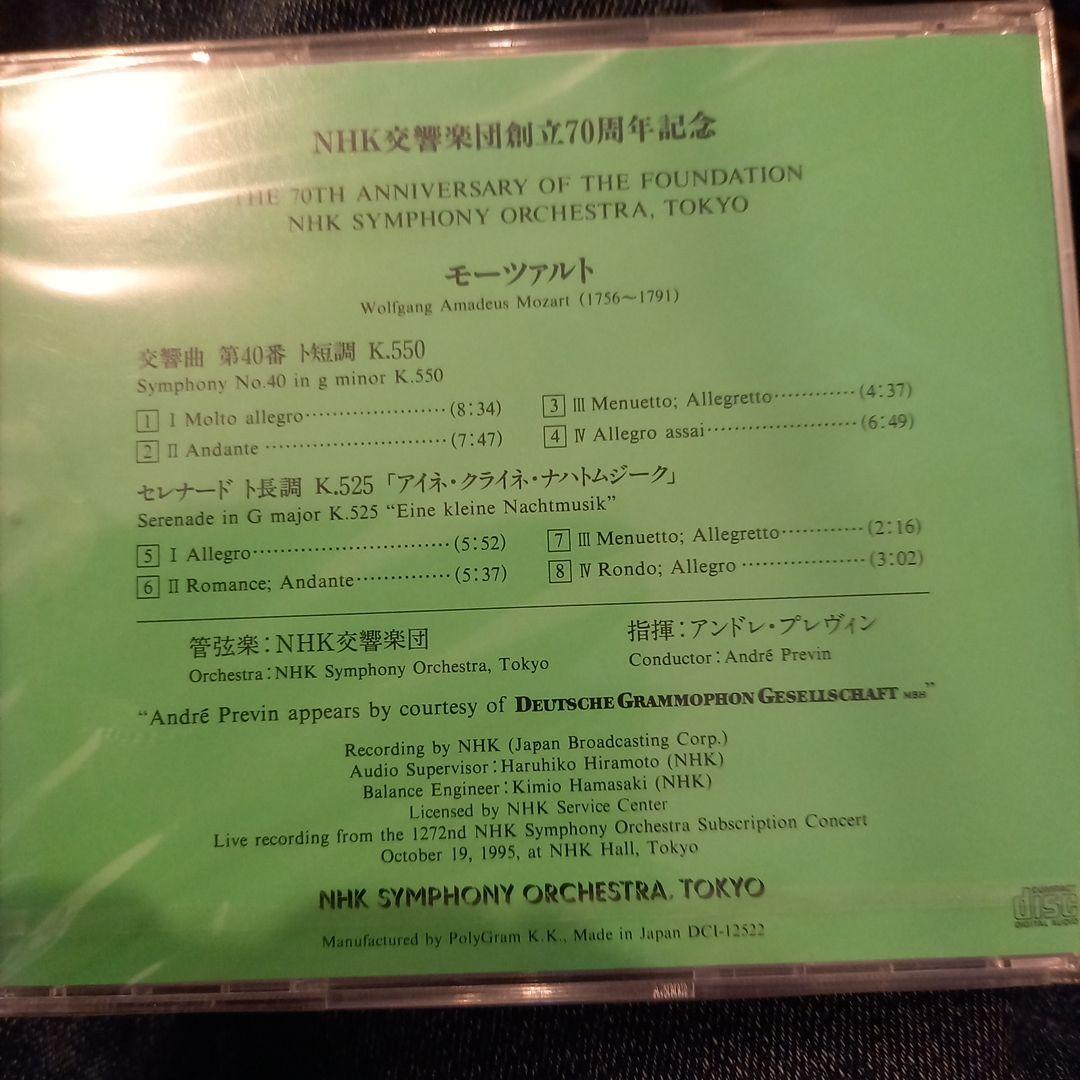 NHK交響楽団創立70周年記念
THE 70TH ANNIVERSARY OF THE FOUNDATION
NHK SYMPHONY ORCHESTRA, TOKYO
モーツァルト
Wolfgang Amadeus Mozart (1756～1791)
交響曲 第40番 ト短調 K.550
Symphony No.40 in g minor K.550
1 I Molto allegro························(8:34)
2 II Andante ································(7:47)
3 III Menuetto; Allegretto··············(4:37)
4 IV Allegro assai··························(6:49)
セレナード ト長調 K.525「アイネ・クライネ・ナハトムジーク」
Serenade in G major K.525 “Eine kleine Nachtmusik”
5 I Allegro··································(5:52)
6 II Romance; Andante················(5:37)
7 III Menuetto; Allegretto··············(2:16)
8 IV Rondo; Allegro ·····················(3:02)
管弦楽：NHK交響楽団
Orchestra:NHK Symphony Orchestra, Tokyo
指揮：アンドレ・プレヴィン
Conductor:André Previn
“André Previn appears by courtesy of DEUTSCHE GRAMMOPHON GESELLSCHAFT MBH”
Recording by NHK (Japan Broadcasting Corp.)
Audio Supervisor:Haruhiko Hiramoto (NHK)
Balance Engineer:Kimio Hamasaki (NHK)
Licensed by NHK Service Center
Live recording from the 1272nd NHK Symphony Orchestra Subscription Concert
October 19, 1995, at NHK Hall, Tokyo
NHK SYMPHONY ORCHESTRA, TOKYO
Manufactured by PolyGram K.K., Made in Japan DCI-12522
COMPACT
disc
DIGITAL AUDIO